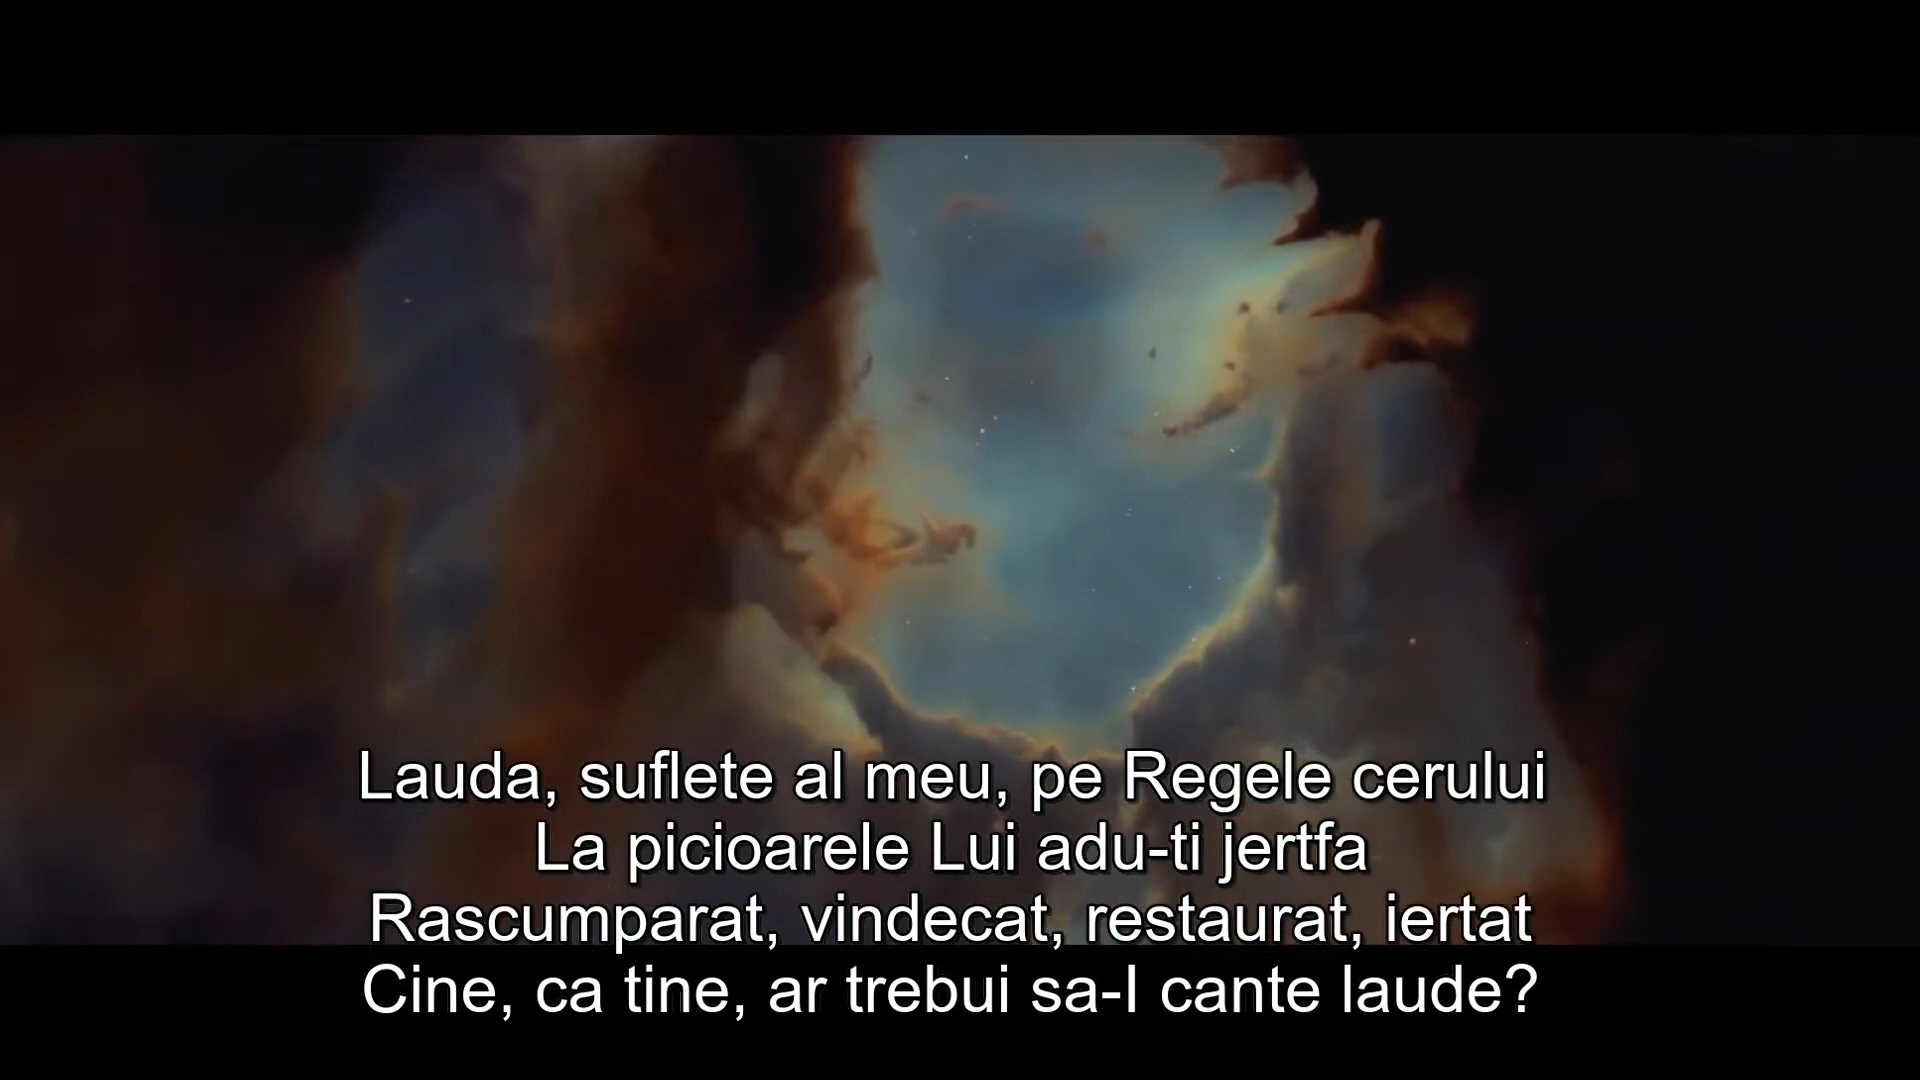 Lauda, suflete al meu, pe Regele cerului
La picioarele Lui adu-ti jertfa
Rascumparat, vindecat, restaurat, iertat
Cine, ca tine, ar trebui sa-I cante laude?